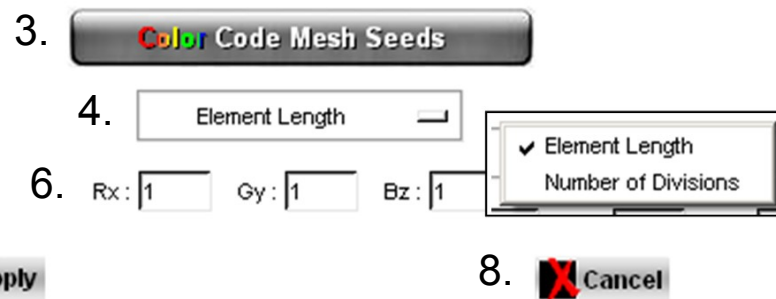 3. Color Code Mesh Seeds
4. Element Length
✓ Element Length
Number of Divisions
6. Rx : 1 Gy : 1 Bz : 1
pply
8. X Cancel